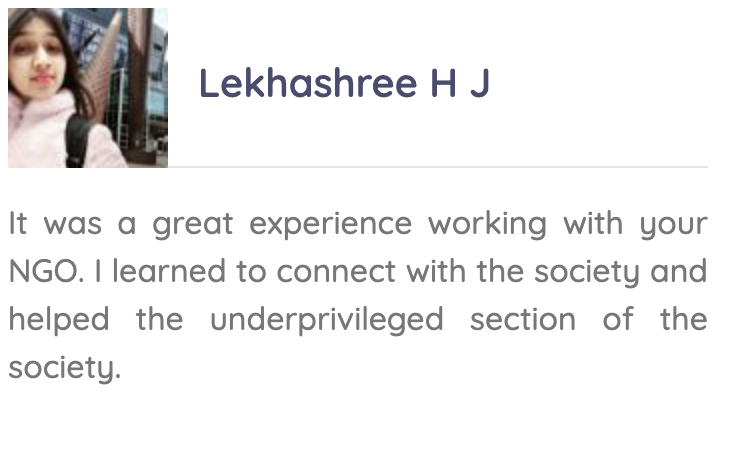 Lekhashree H J
It was a great experience working with your
NGO. I learned to connect with the society and
helped the underprivileged section of the
society.